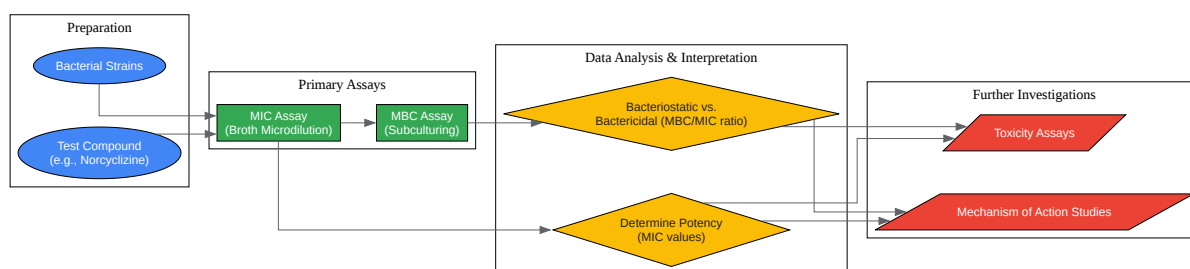 Preparation
Bacterial Strains
Test Compound
(e.g., Norcyclizine)
Primary Assays
MIC Assay
(Broth Microdilution)
MBC Assay
(Subculturing)
Data Analysis & Interpretation
Bacteriostatic vs.
Bactericidal (MBC/MIC ratio)
Determine Potency
(MIC values)
Further Investigations
Toxicity Assays
Mechanism of Action Studies